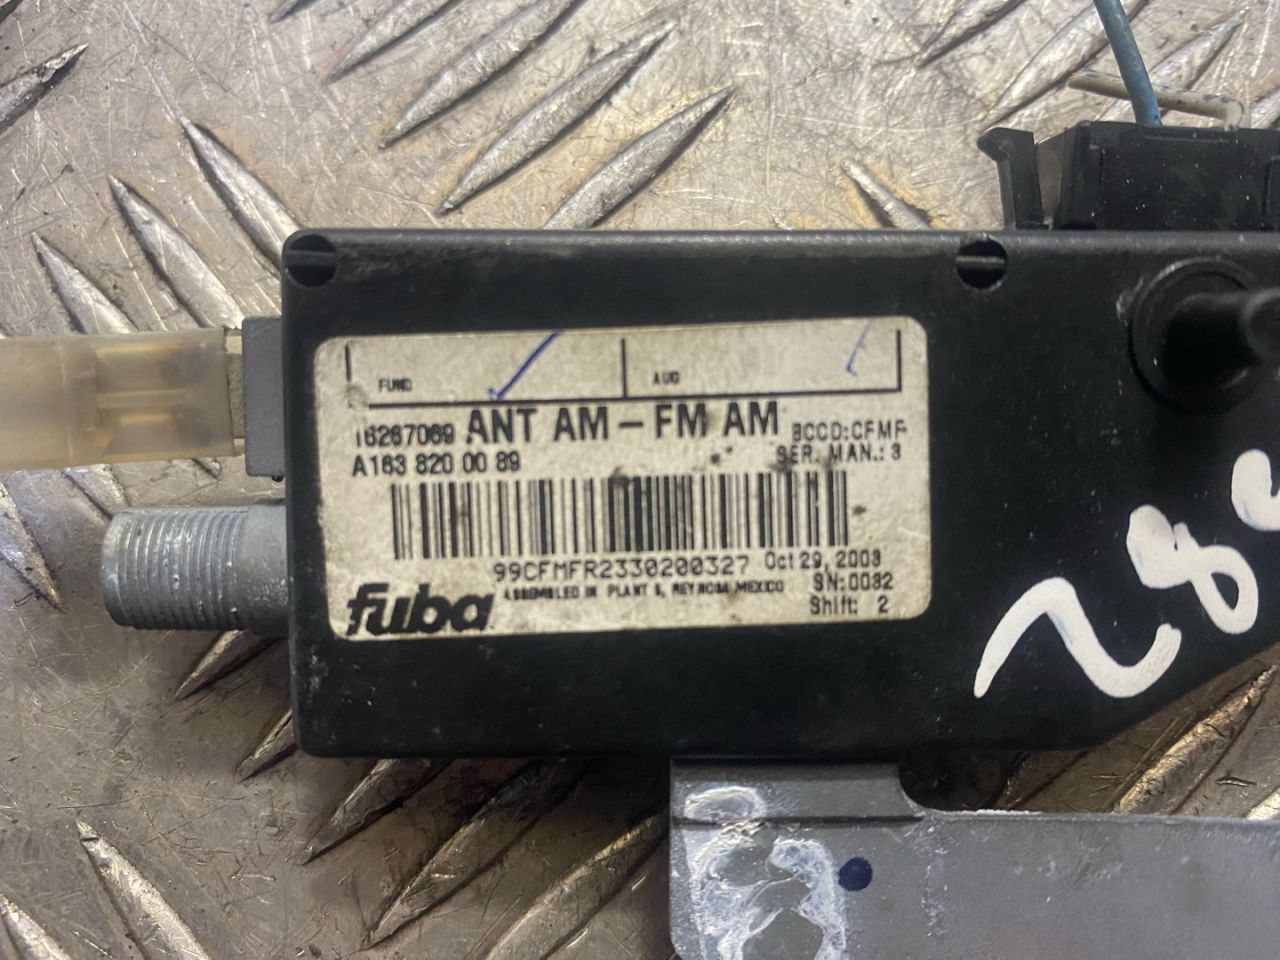 FUND AUD
16267069 ANT AM-FM AM BCCD:CFMF
A163 820 00 89 SER. MAN.: 3
99CFMFR2330200327 Oct 29, 2003
fuba ASSEMBLED IN PLANT 5, REYNOSA MEXICO SN:0032
Shift: 2